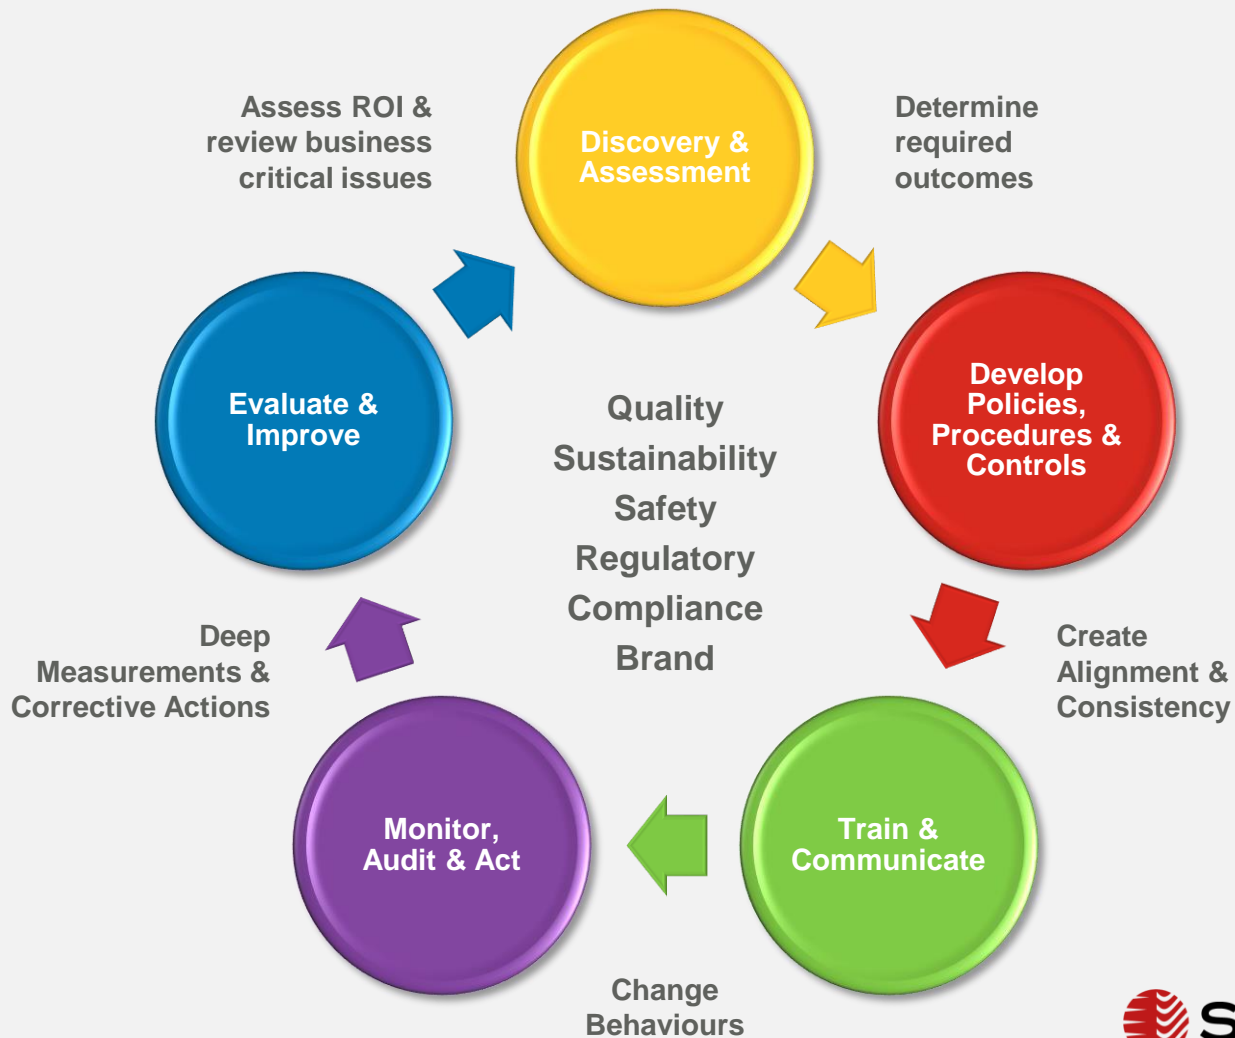 Assess ROI &
review business
critical issues
Discovery &
Assessment
Determine
required
outcomes
Evaluate &
Improve
Quality
Sustainability
Safety
Regulatory
Compliance
Brand
Develop
Policies,
Procedures &
Controls
Deep
Measurements &
Corrective Actions
Create
Alignment &
Consistency
Monitor,
Audit & Act
Train &
Communicate
Change
Behaviours
S